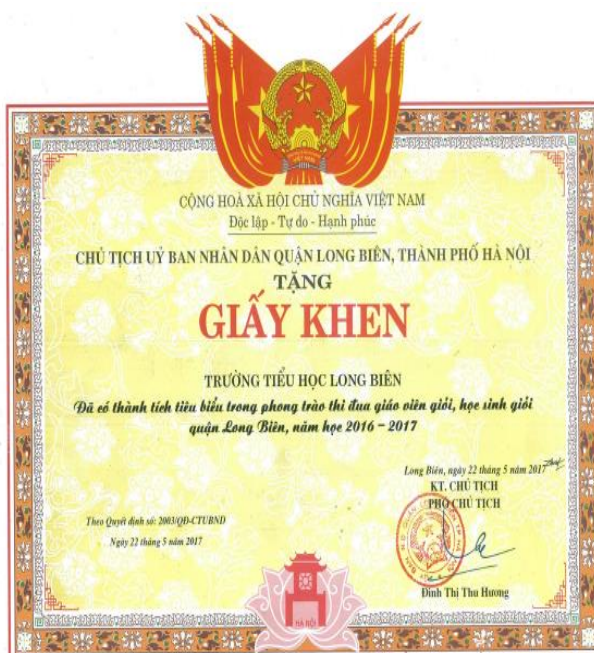 CỘNG HOÀ XÃ HỘI CHỦ NGHĨA VIỆT NAM
Độc lập - Tự do - Hạnh phúc
CHỦ TỊCH UỶ BAN NHÂN DÂN QUẬN LONG BIÊN, THÀNH PHỐ HÀ NỘI
TẶNG
GIẤY KHEN
TRƯỜNG TIỂU HỌC LONG BIÊN
Đã có thành tích tiêu biểu trong phong trào thi đua giáo viên giỏi, học sinh giỏi
quận Long Biên, năm học 2016 - 2017
Long Biên, ngày 22 tháng 5 năm 2017
KT. CHỦ TỊCH
PHÓ CHỦ TỊCH
Theo Quyết định số: 2003/QĐ-CTUBND
Ngày 22 tháng 5 năm 2017
Đinh Thị Thu Hương
HÀ NỘI